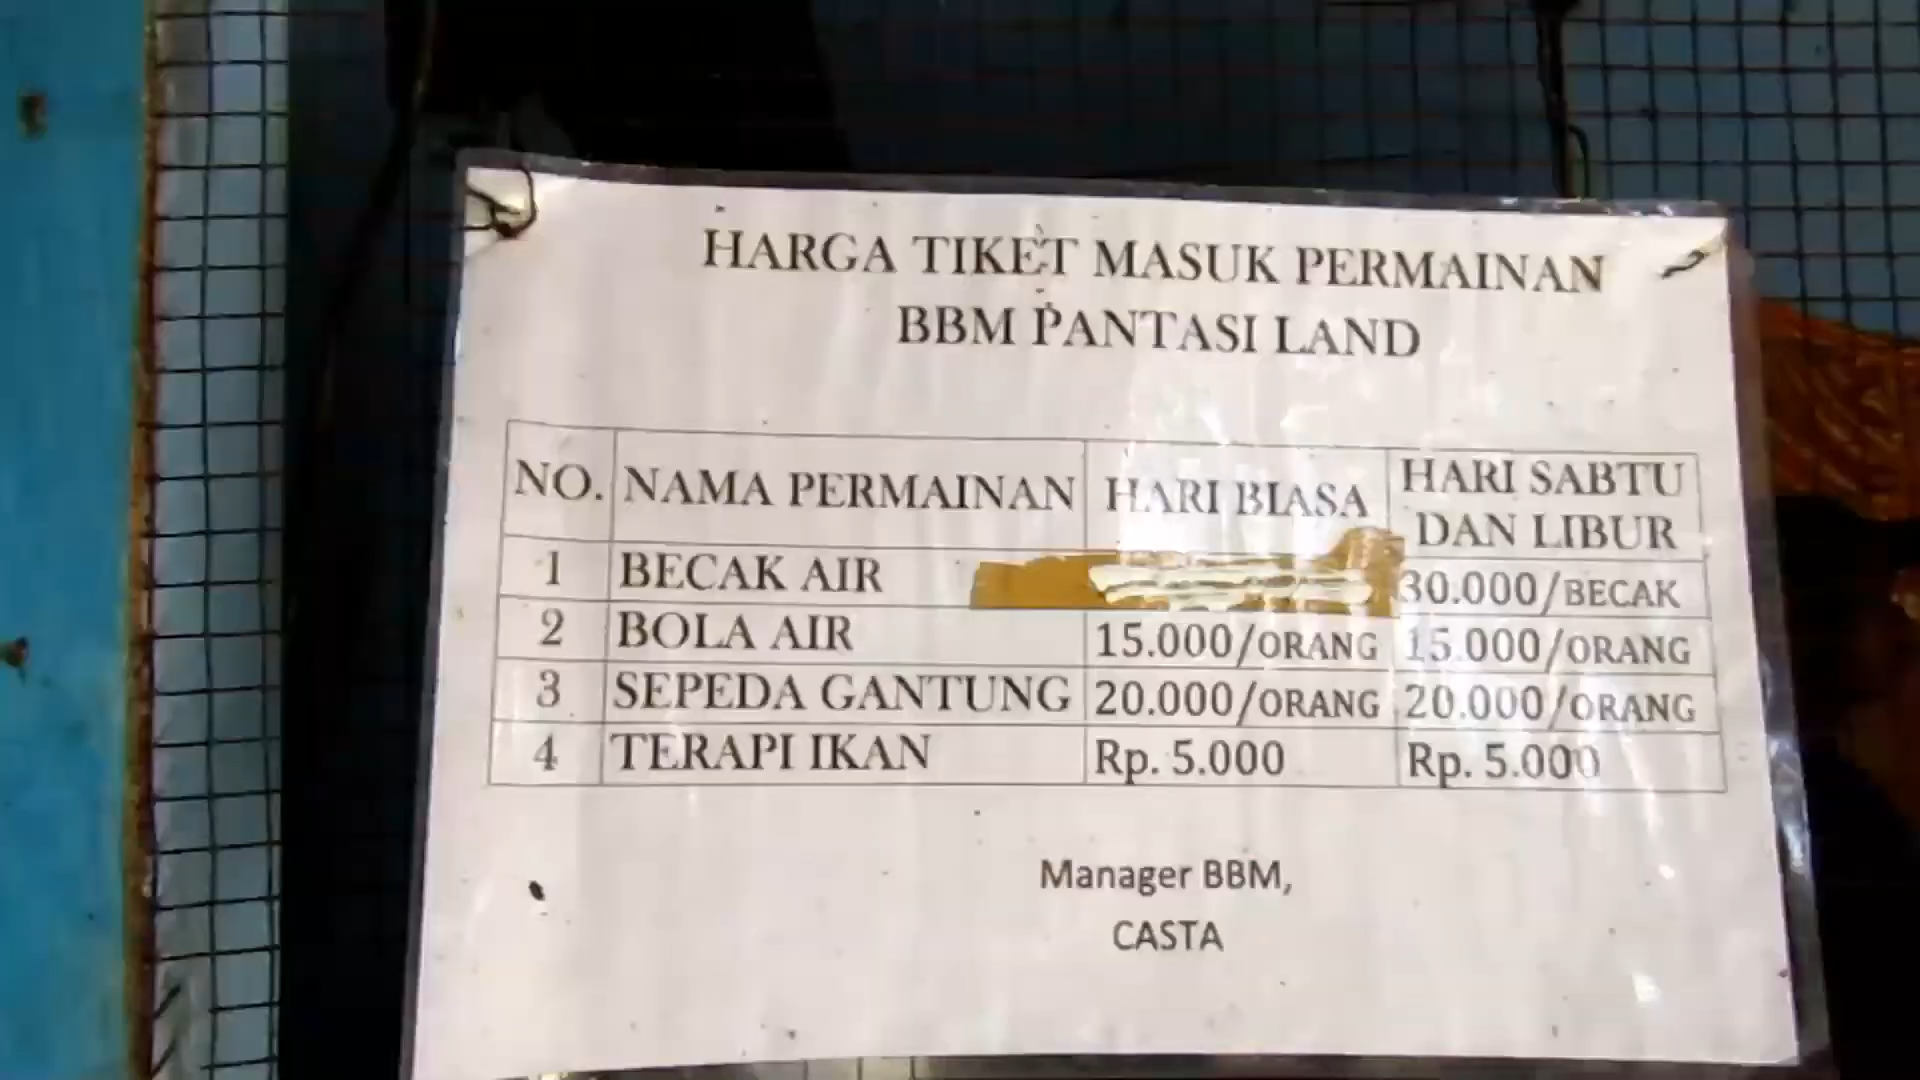 HARGA TIKET MASUK PERMAINAN
BBM PANTASI LAND
NO. NAMA PERMAINAN HARI BIASA HARI SABTU DAN LIBUR
1 BECAK AIR 30.000/BECAK
2 BOLA AIR 15.000/ORANG 15.000/ORANG
3 SEPEDA GANTUNG 20.000/ORANG 20.000/ORANG
4 TERAPI IKAN Rp. 5.000 Rp. 5.000
Manager BBM,
CASTA